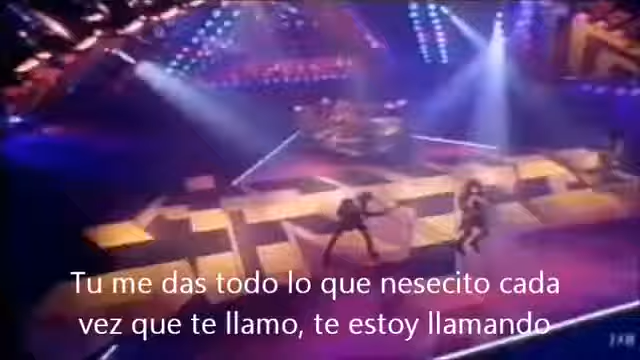 Tu me das todo lo que nesecito cada
vez que te llamo, te estoy llamando